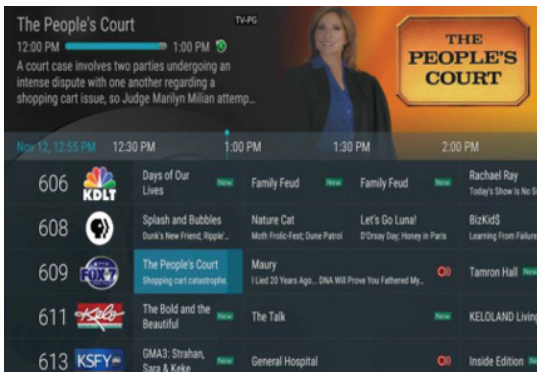 The People's Court TV-PG
12:00 PM 1:00 PM
A court case involves two parties undergoing an
intense dispute with one another regarding a
shopping cart issue, so Judge Marilyn Milian attemp...
THE
PEOPLE'S
COURT
Nov 12, 12:55 PM 12:30 PM 1:00 PM 1:30 PM 2:00 PM
606 KDLT Days of Our Lives New Family Feud New Family Feud New Rachael Ray
Today's Show Is No S
608 Splash and Bubbles Nature Cat Let's Go Luna! BizKid$
Dunk's New Friend; Ripple'... Moth Frolic-Fest; Dune Patrol D'Orsay Day; Honey in Paris Learning From Failure
609 FOX 7 The People's Court Maury Tamron Hall New
Shopping cart catastrophe. I Lied 20 Years Ago... DNA Will Prove You Fathered My...
611 Kelo The Bold and the Beautiful New The Talk New KELOLAND Living
613 KSFY GMA3: Strahan, Sara & Keke New General Hospital Inside Edition